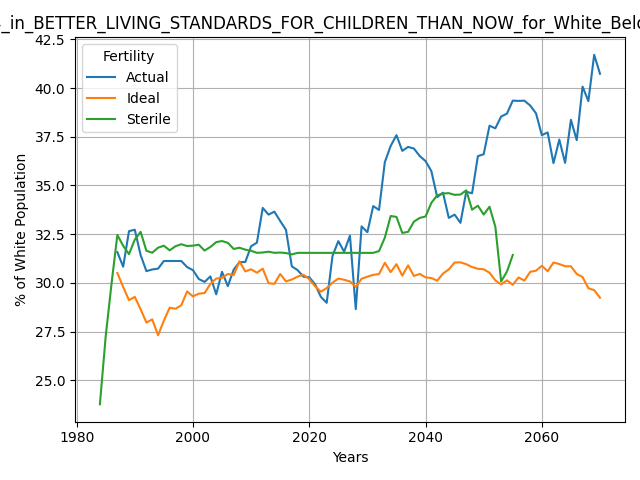 _in_BETTER_LIVING_STANDARDS_FOR_CHILDREN_THAN_NOW_for_White_Belo
42.5
40.0
37.5
35.0
32.5
30.0
27.5
25.0
% of White Population
Fertility
Actual
Ideal
Sterile
1980
2000
2020
2040
2060
Years